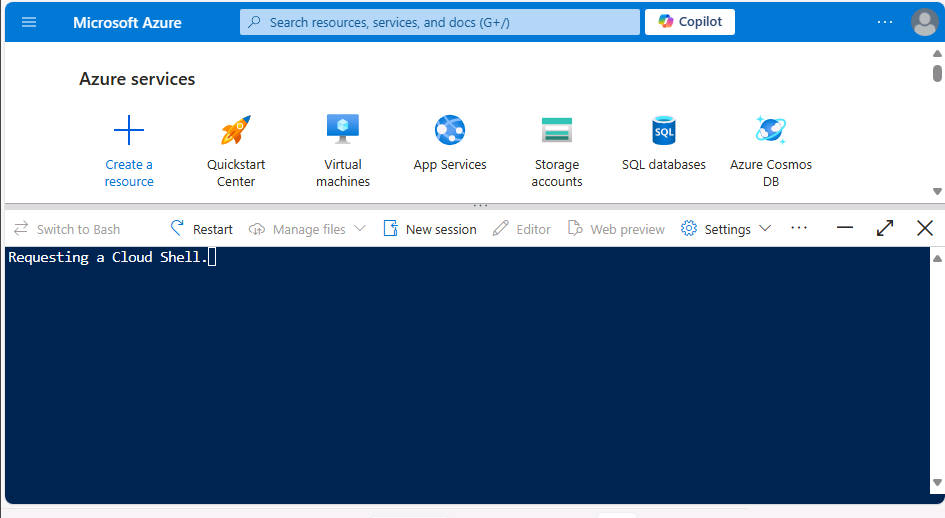 Microsoft Azure
Search resources, services, and docs (G+/)
Copilot
...
Azure services
Create a
resource
Quickstart
Center
Virtual
machines
App Services
Storage
accounts
SQL
SQL databases
Azure Cosmos
DB
...
Switch to Bash
Restart
Manage files
New session
Editor
Web preview
Settings
...
Requesting a Cloud Shell.